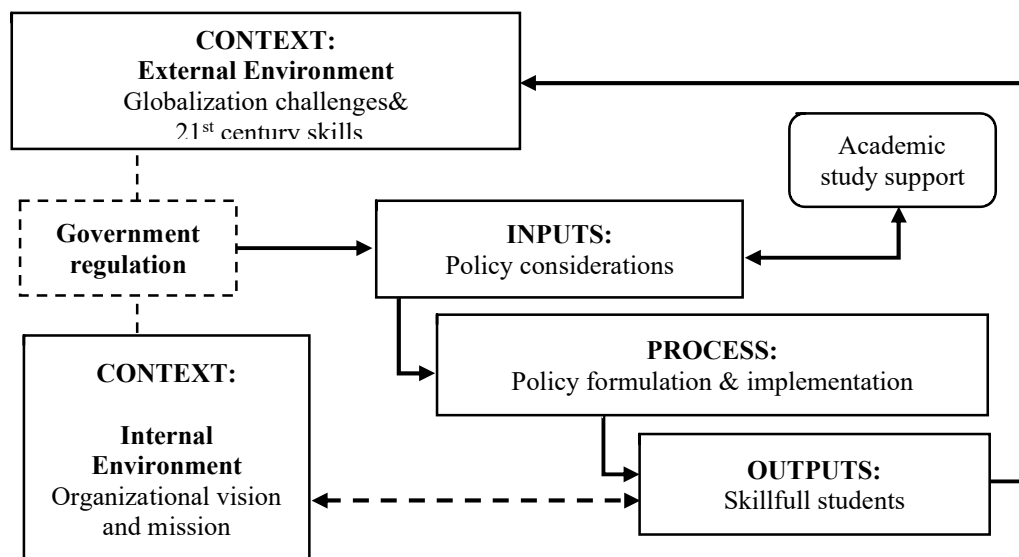 CONTEXT:
External Environment
Globalization challenges&
21st century skills
Academic
study support
Government
regulation
INPUTS:
Policy considerations
PROCESS:
Policy formulation & implementation
CONTEXT:
Internal
Environment
Organizational vision
and mission
OUTPUTS:
Skillfull students